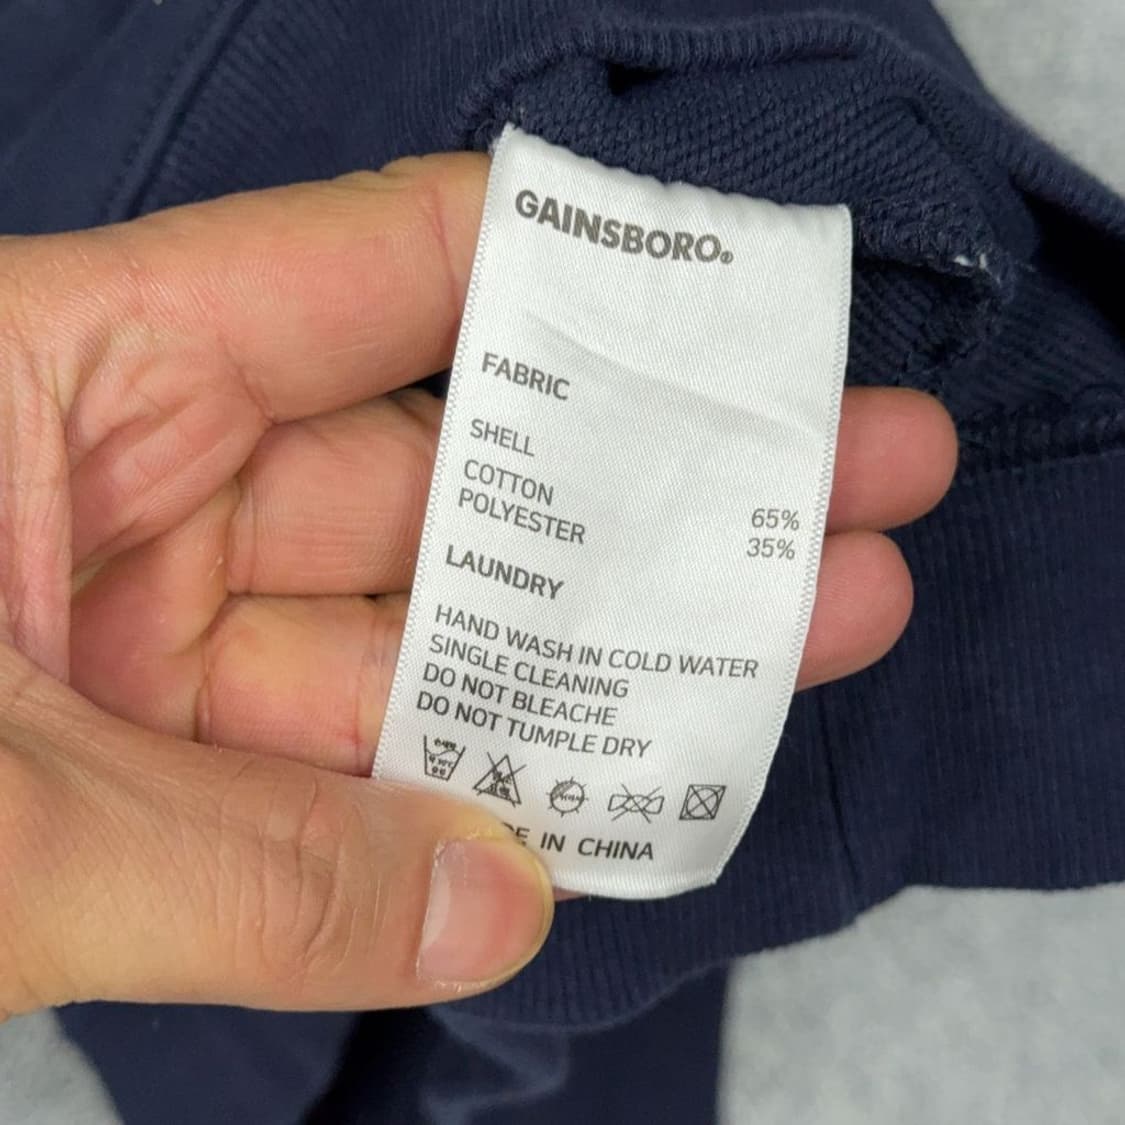 GAINSBORO®
FABRIC
SHELL
COTTON 65%
POLYESTER 35%
LAUNDRY
HAND WASH IN COLD WATER
SINGLE CLEANING
DO NOT BLEACHE
DO NOT TUMPLE DRY
IN CHINA